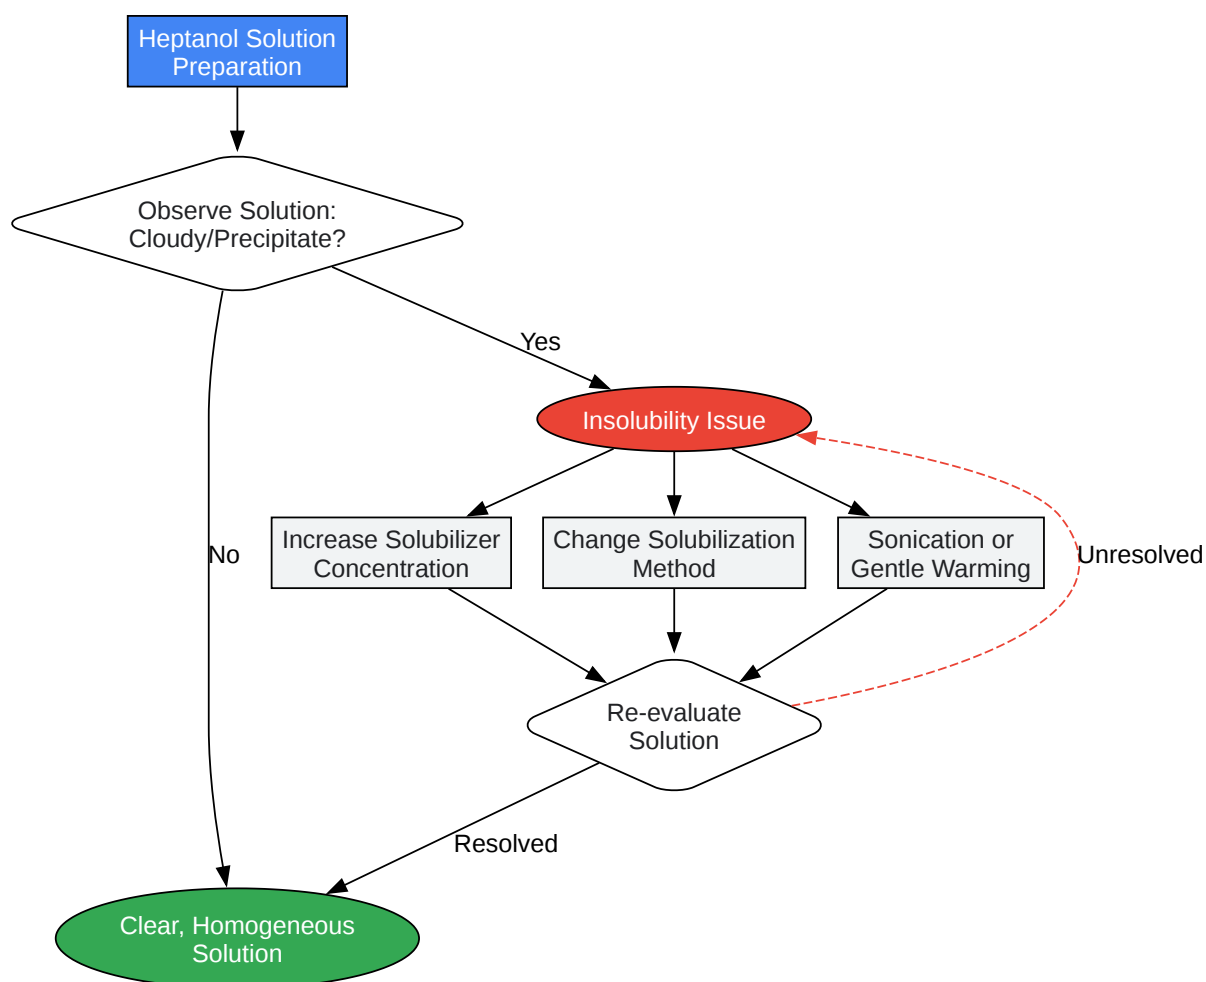 Heptanol Solution
Preparation
Observe Solution:
Cloudy/Precipitate?
Yes
Insolubility Issue
No
Increase Solubilizer
Concentration
Change Solubilization
Method
Sonication or
Gentle Warming
Unresolved
Re-evaluate
Solution
Resolved
Clear, Homogeneous
Solution